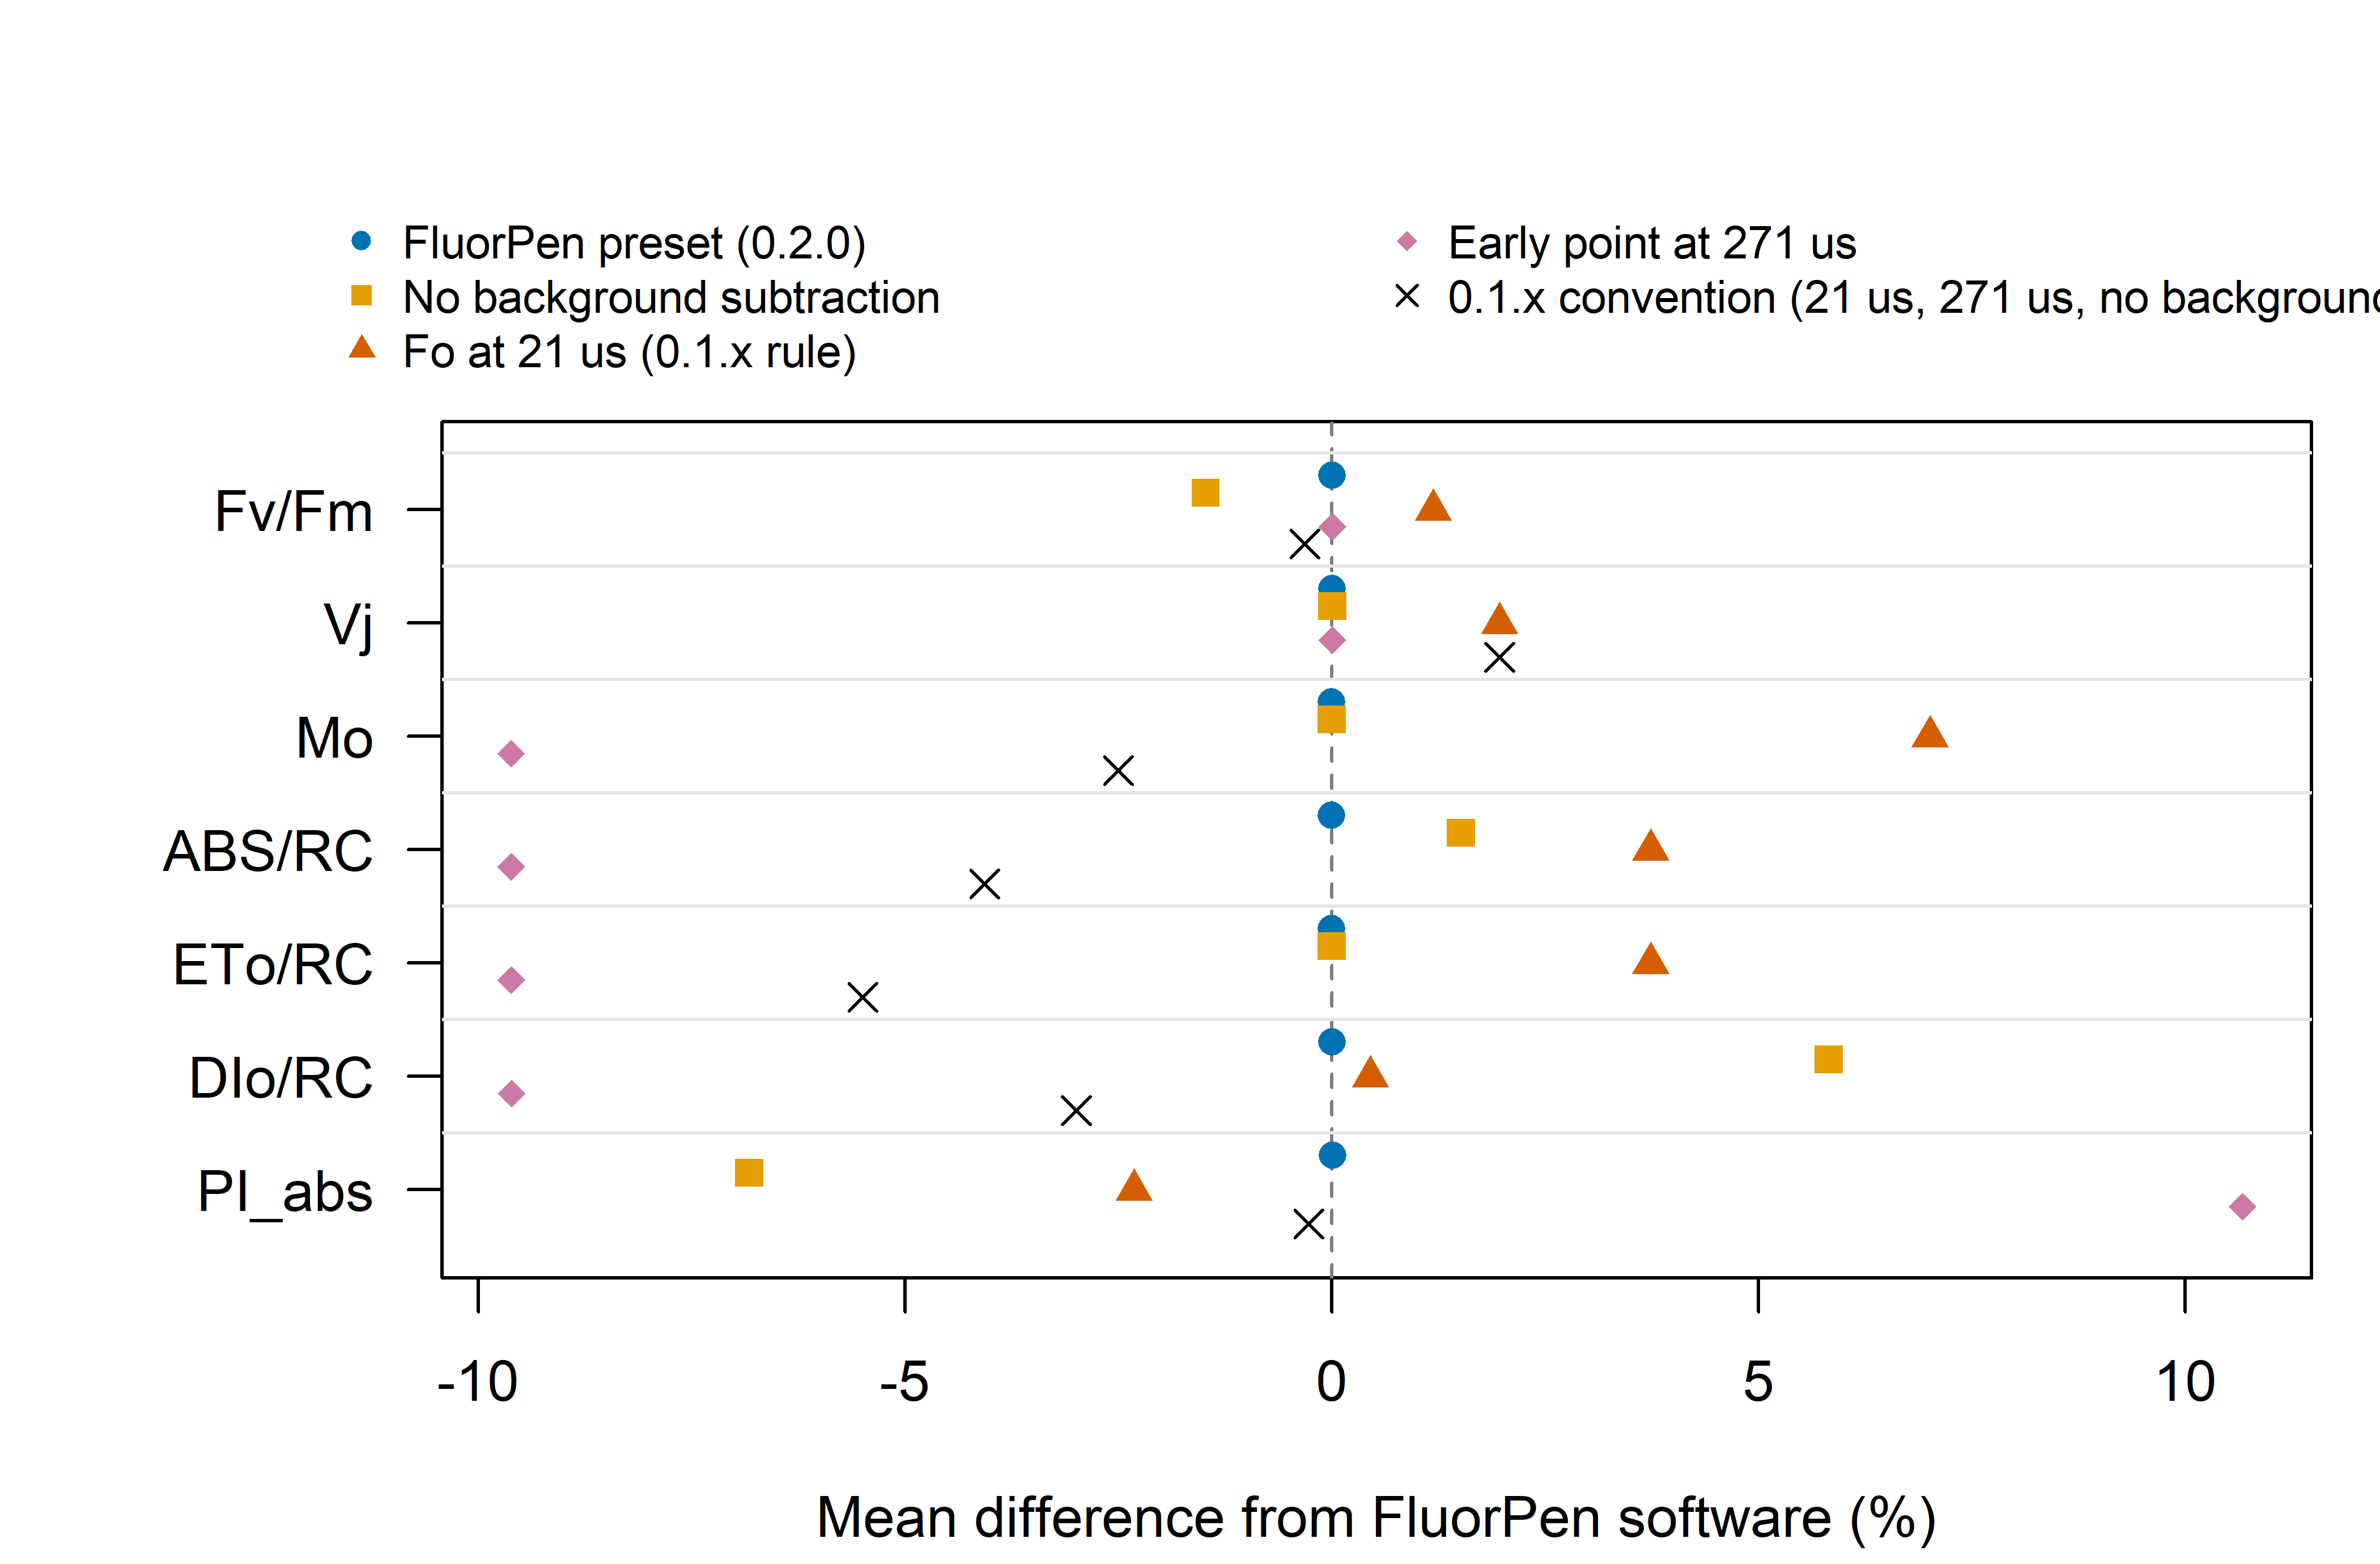 FluorPen preset (0.2.0)
No background subtraction
Fo at 21 us (0.1.x rule)
Early point at 271 us
0.1.x convention (21 us, 271 us, no background
Fv/Fm
Vj
Mo
ABS/RC
ETo/RC
DIo/RC
PI_abs
-10 -5 0 5 10
Mean difference from FluorPen software (%)